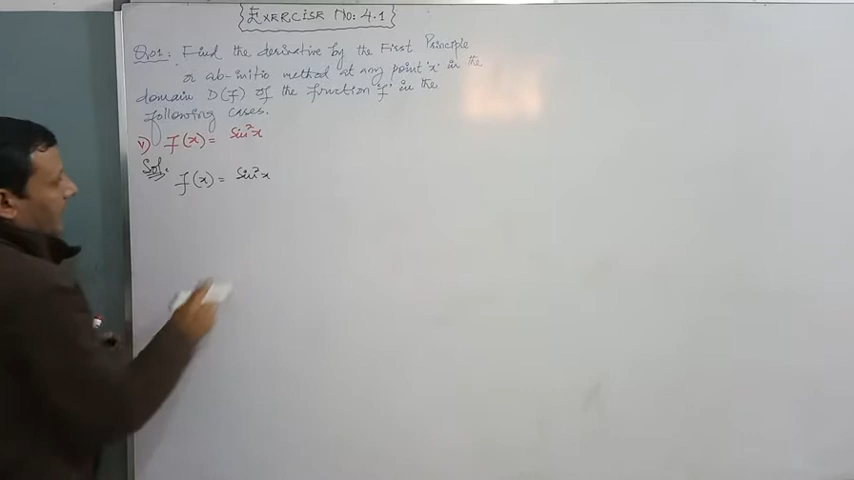 EXERCISE NO: 4.1
Q.01: Find the derivative by the First Principle
or ab-initio method at any point 'x' in the
domain D(f) of the function 'f' in the
following cases.
v) f(x) = Sin²x
Sol:
f(x) = Sin²x